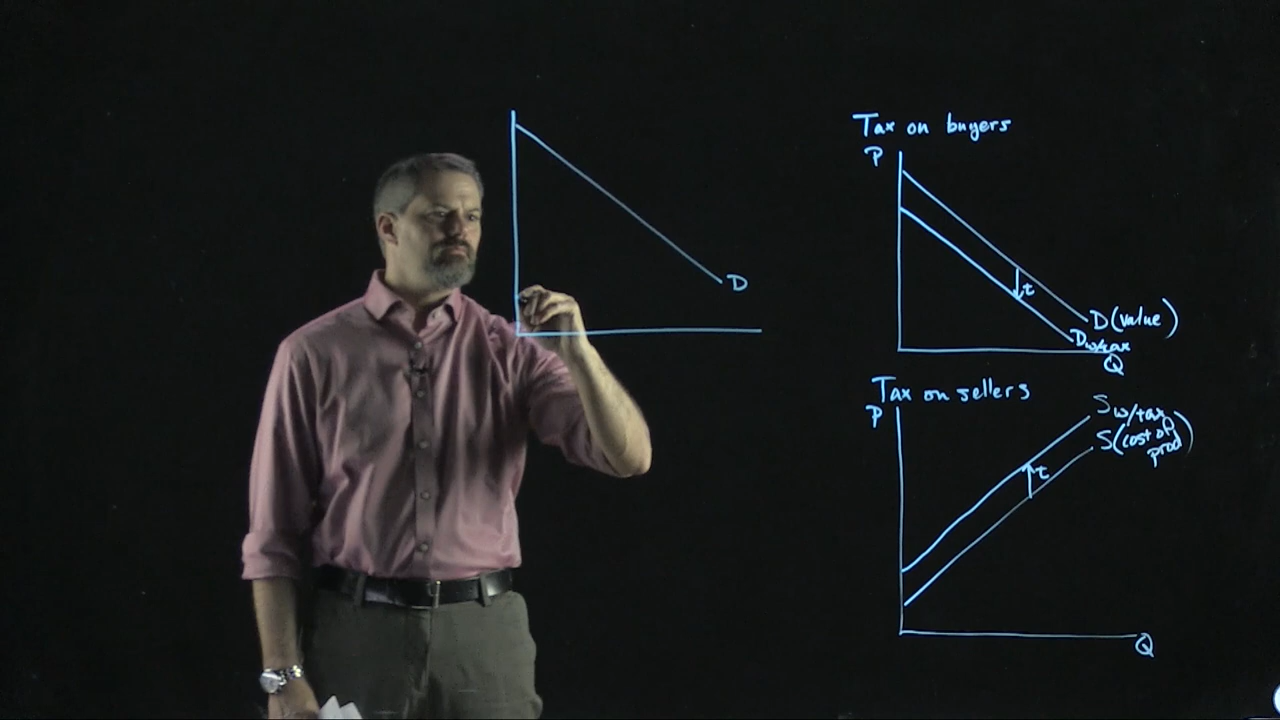 D
Tax on buyers
P
t
D(value)
Dw/tax
Q
Tax on sellers
P
Sw/tax
S(cost of
prod)
t
Q